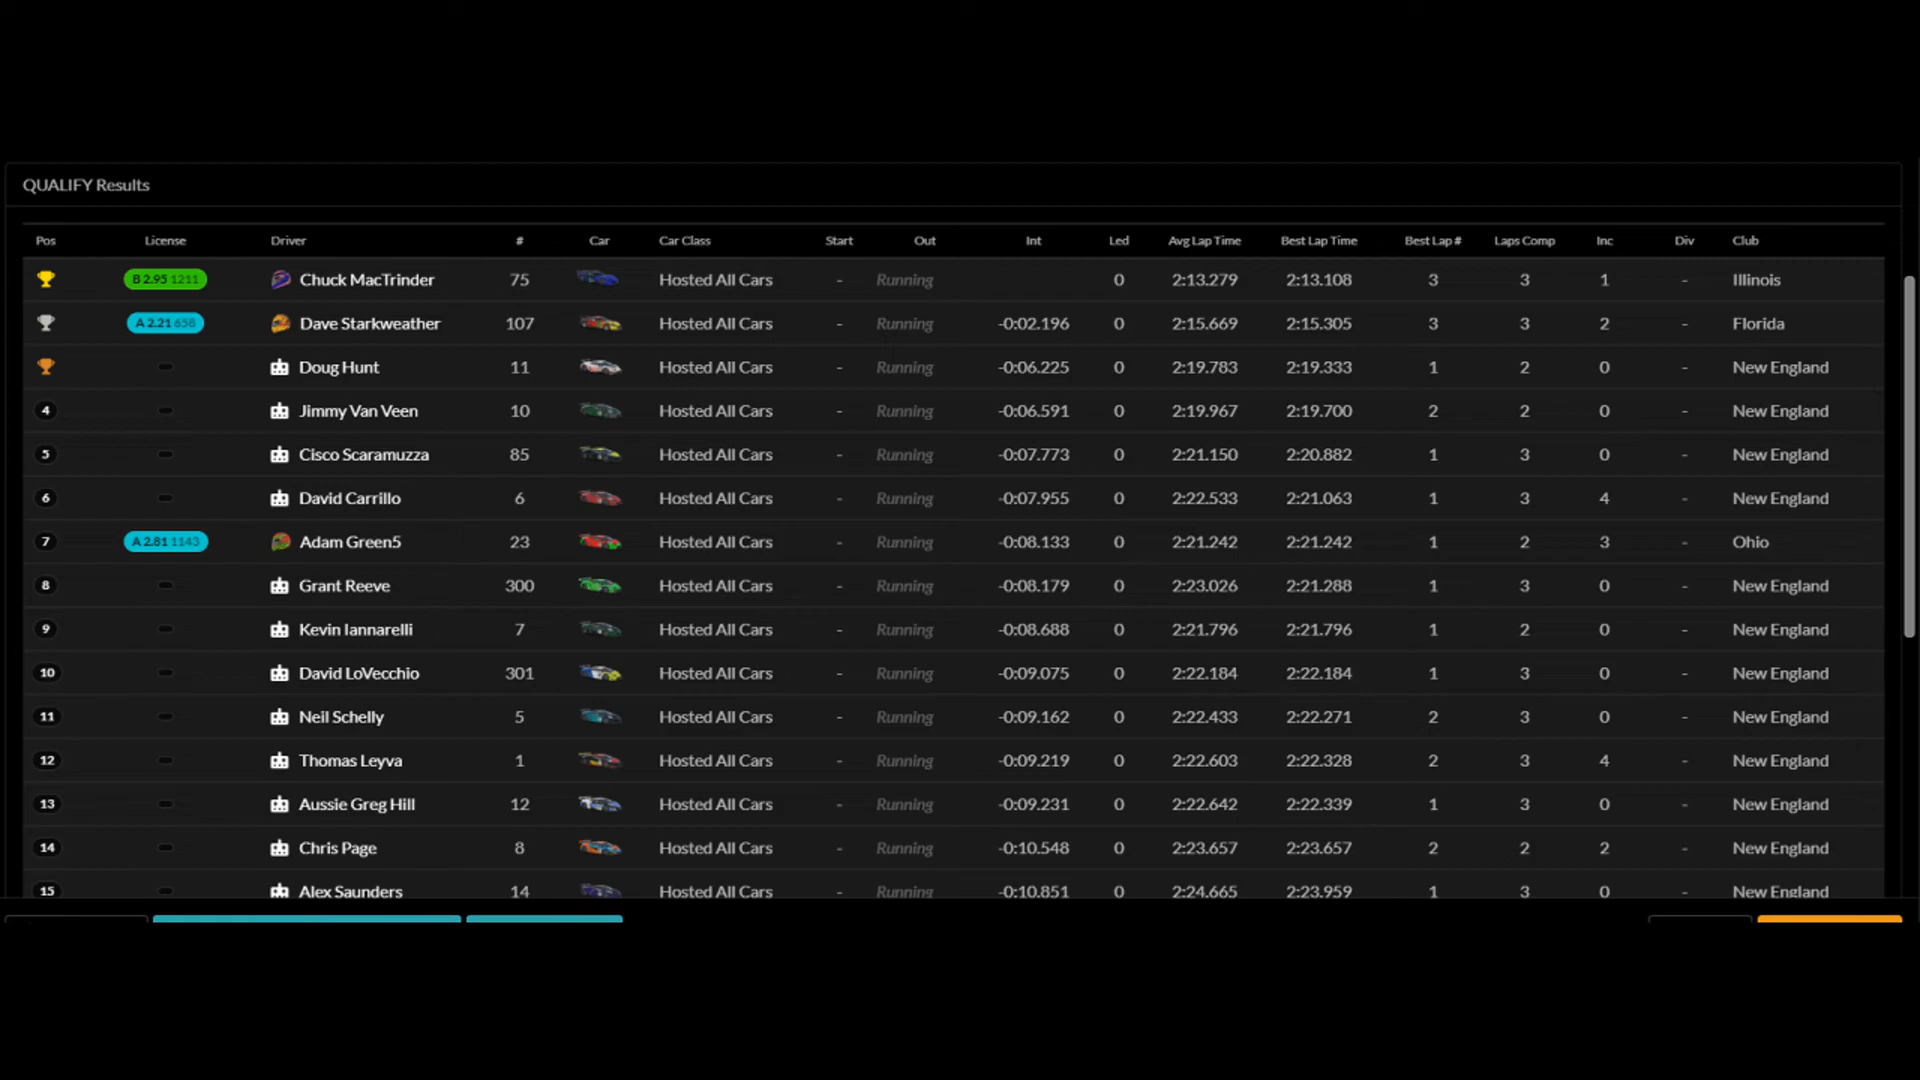 QUALIFY Results
Pos License Driver # Car Car Class Start Out Int Led Avg Lap Time Best Lap Time Best Lap # Laps Comp Inc Div Club
B 2.95 1211 Chuck MacTrinder 75 Hosted All Cars - Running 0 2:13.279 2:13.108 3 3 1 - Illinois
A 2.21 658 Dave Starkweather 107 Hosted All Cars - Running -0:02.196 0 2:15.669 2:15.305 3 3 2 - Florida
Doug Hunt 11 Hosted All Cars - Running -0:06.225 0 2:19.783 2:19.333 1 2 0 - New England
4 Jimmy Van Veen 10 Hosted All Cars - Running -0:06.591 0 2:19.967 2:19.700 2 2 0 - New England
5 Cisco Scaramuzza 85 Hosted All Cars - Running -0:07.773 0 2:21.150 2:20.882 1 3 0 - New England
6 David Carrillo 6 Hosted All Cars - Running -0:07.955 0 2:22.533 2:21.063 1 3 4 - New England
7 A 2.81 1143 Adam Green5 23 Hosted All Cars - Running -0:08.133 0 2:21.242 2:21.242 1 2 3 - Ohio
8 Grant Reeve 300 Hosted All Cars - Running -0:08.179 0 2:23.026 2:21.288 1 3 0 - New England
9 Kevin Iannarelli 7 Hosted All Cars - Running -0:08.688 0 2:21.796 2:21.796 1 2 0 - New England
10 David LoVecchio 301 Hosted All Cars - Running -0:09.075 0 2:22.184 2:22.184 1 3 0 - New England
11 Neil Schelly 5 Hosted All Cars - Running -0:09.162 0 2:22.433 2:22.271 2 3 0 - New England
12 Thomas Leyva 1 Hosted All Cars - Running -0:09.219 0 2:22.603 2:22.328 2 3 4 - New England
13 Aussie Greg Hill 12 Hosted All Cars - Running -0:09.231 0 2:22.642 2:22.339 1 3 0 - New England
14 Chris Page 8 Hosted All Cars - Running -0:10.548 0 2:23.657 2:23.657 2 2 2 - New England
15 Alex Saunders 14 Hosted All Cars - Running -0:10.851 0 2:24.665 2:23.959 1 3 0 - New England